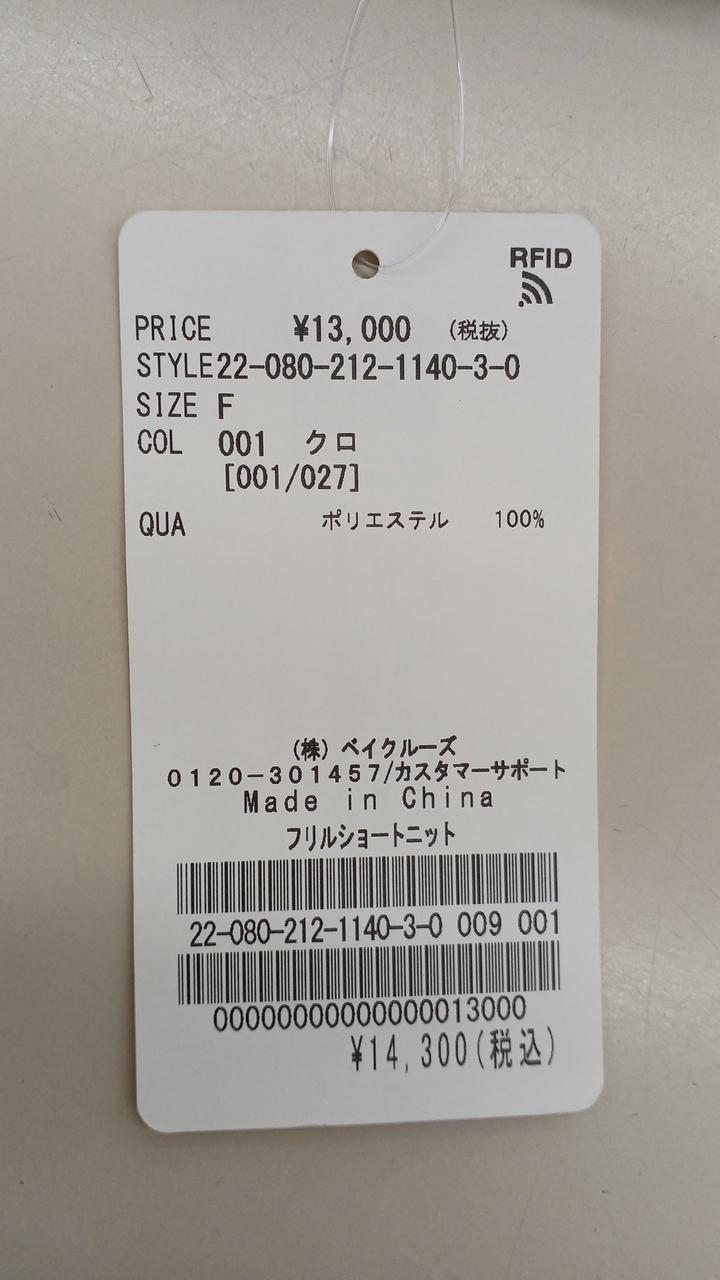 RFID
PRICE ¥13,000 (税抜)
STYLE22-080-212-1140-3-0
SIZE F
COL 001 クロ
[001/027]
QUA ポリエステル 100%
(株) ベイクルーズ
0120-301457/カスタマーサポート
Made in China
フリルショートニット
22-080-212-1140-3-0 009 001
00000000000000013000
¥14,300(税込)